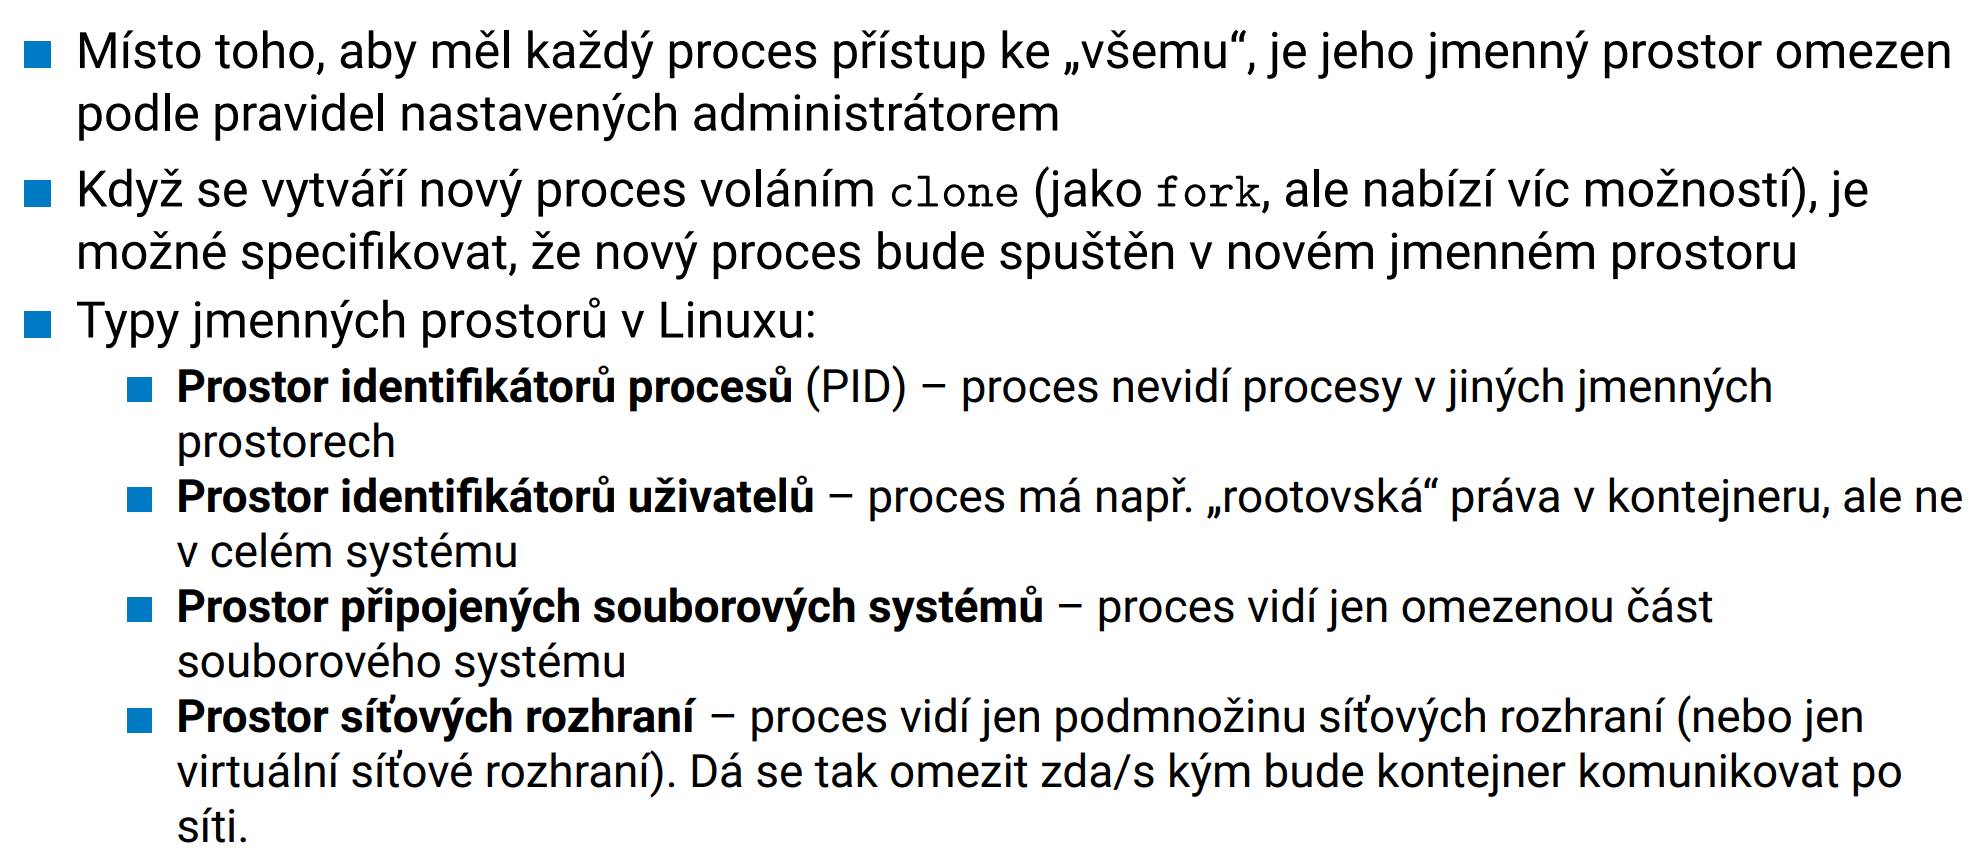 Místo toho, aby měl každý proces přístup ke „všemu“, je jeho jmenný prostor omezen
podle pravidel nastavených administrátorem
Když se vytváří nový proces voláním clone (jako fork, ale nabízí víc možností), je
možné specifikovat, že nový proces bude spuštěn v novém jmenném prostoru
Typy jmenných prostorů v Linuxu:
Prostor identifikátorů procesů (PID) – proces nevidí procesy v jiných jmenných
prostorech
Prostor identifikátorů uživatelů – proces má např. „rootovská“ práva v kontejneru, ale ne
v celém systému
Prostor připojených souborových systémů – proces vidí jen omezenou část
souborového systému
Prostor síťových rozhraní – proces vidí jen podmnožinu síťových rozhraní (nebo jen
virtuální síťové rozhraní). Dá se tak omezit zda/s kým bude kontejner komunikovat po
síti.